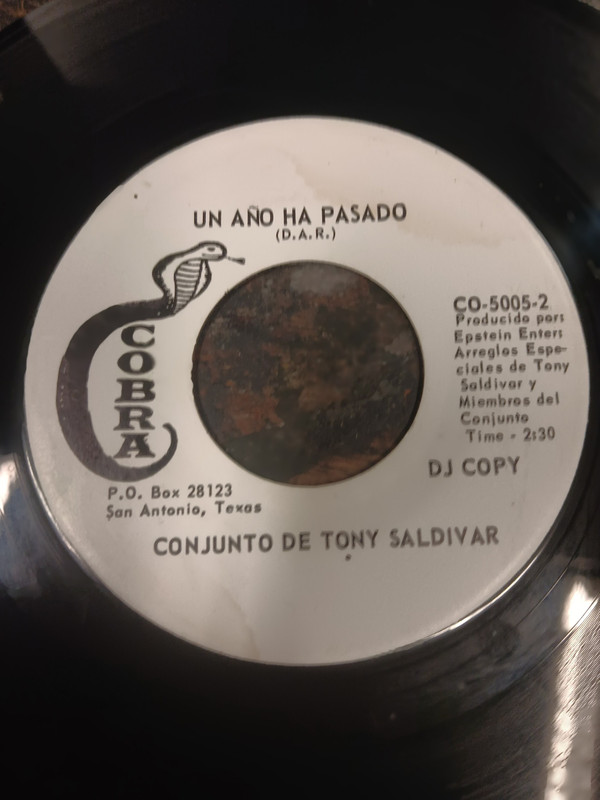 UN AÑO HA PASADO
(D.A.R.)
COBRA
CO-5005-2
Producido por:
Epstein Enter:
Arreglos Espe-
ciales de Tony
Saldivar y
Miembros del
Conjunto
Time - 2:30
DJ COPY
P.O. Box 28123
San Antonio, Texas
CONJUNTO DE TONY SALDIVAR